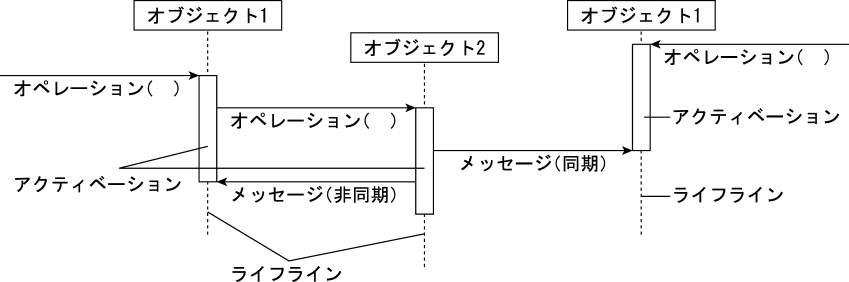 オブジェクト1
オブジェクト1
オブジェクト2
オペレーション(　)
オペレーション(　)
オペレーション(　)
アクティベーション
メッセージ(同期)
アクティベーション
メッセージ(非同期)
ライフライン
ライフライン